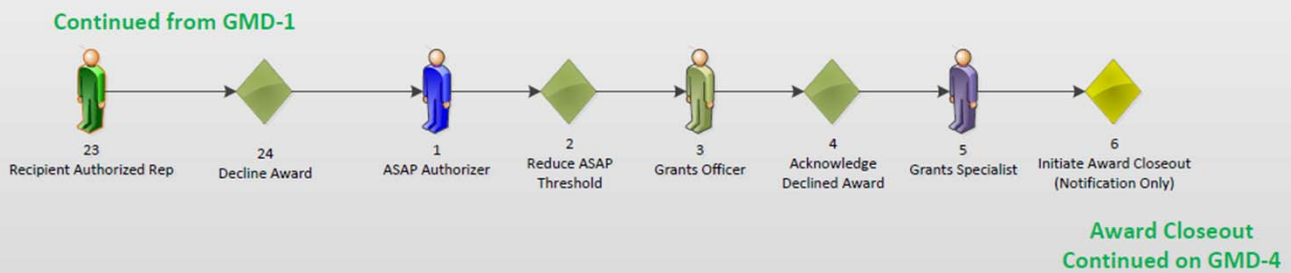 Continued from GMD-1
23
Recipient Authorized Rep
24
Decline Award
1
ASAP Authorizer
2
Reduce ASAP
Threshold
3
Grants Officer
4
Acknowledge
Declined Award
5
Grants Specialist
6
Initiate Award Closeout
(Notification Only)
Award Closeout
Continued on GMD-4